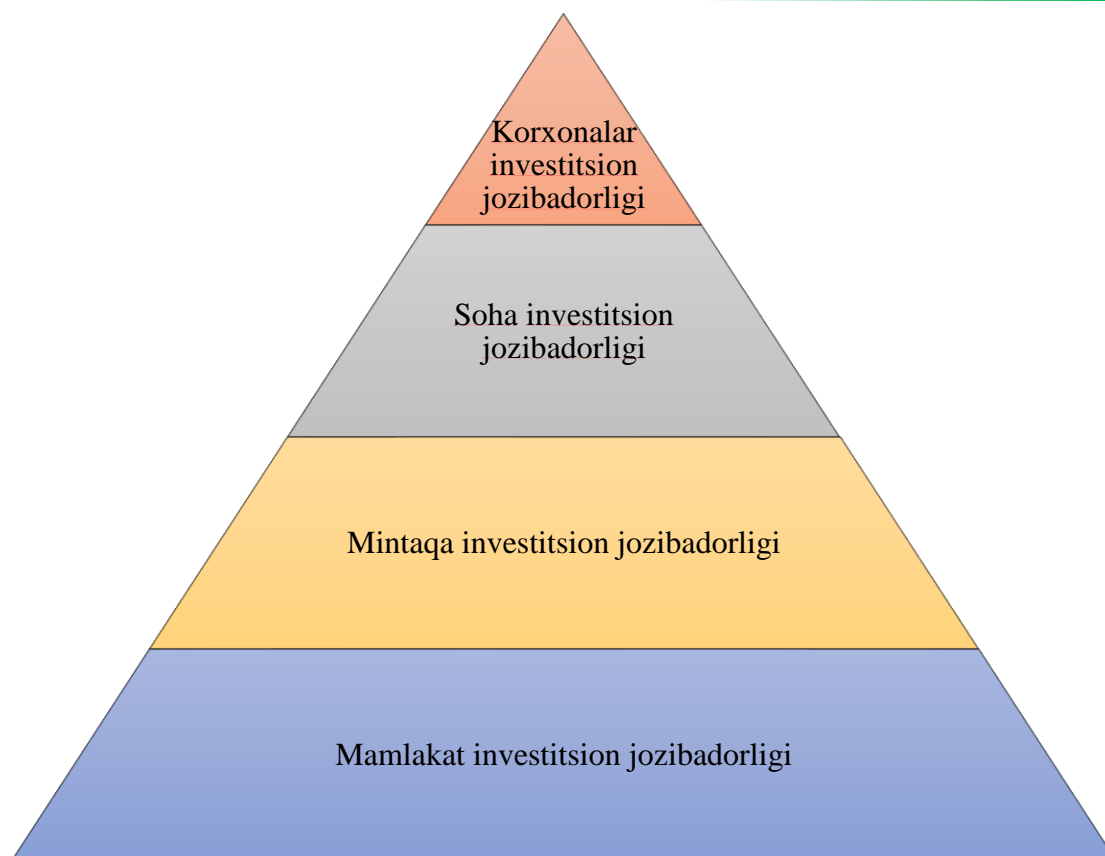 Korxonalar
investitsion
jozibadorligi
Soha investitsion
jozibadorligi
Mintaqa investitsion jozibadorligi
Mamlakat investitsion jozibadorligi